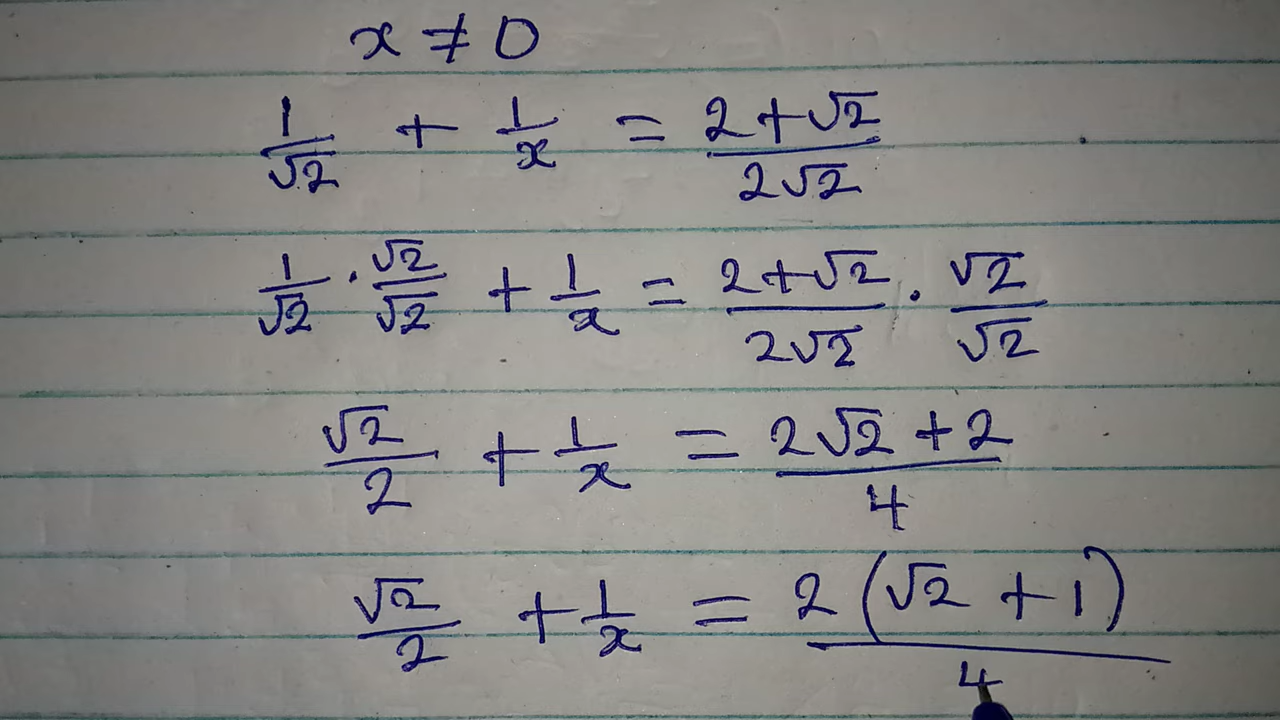 x ≠ 0
1/√2 + 1/x = (2+√2)/(2√2)
1/√2 · √2/√2 + 1/x = (2+√2)/(2√2) · √2/√2
√2/2 + 1/x = (2√2+2)/4
√2/2 + 1/x = 2(√2+1)/4